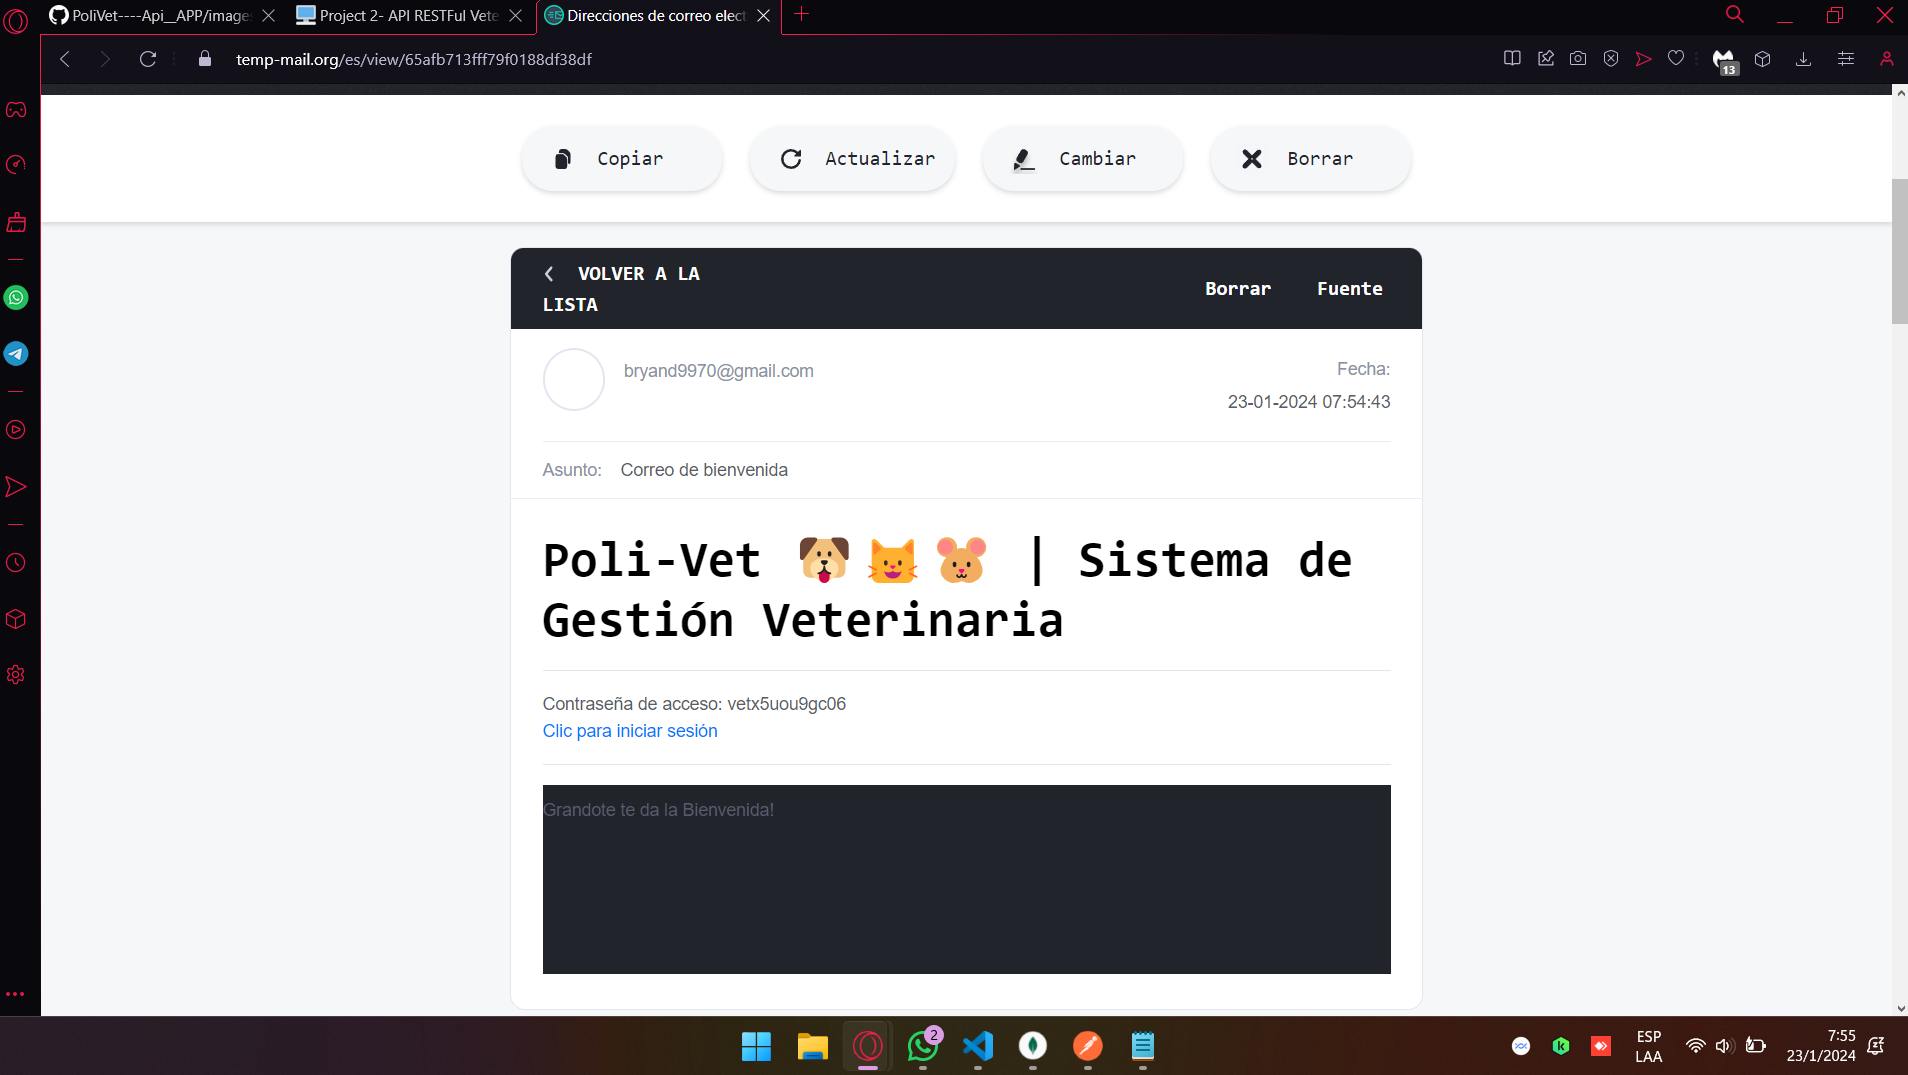 PoliVet----Api__APP/image
Project 2- API RESTFul Vete
Direcciones de correo elect
temp-mail.org/es/view/65afb713fff79f0188df38df
13
Copiar
Actualizar
Cambiar
Borrar
VOLVER A LA
LISTA
Borrar
Fuente
bryand9970@gmail.com
Fecha:
23-01-2024 07:54:43
Asunto: Correo de bienvenida
Poli-Vet 🐶 😺 🐹 | Sistema de
Gestión Veterinaria
Contraseña de acceso: vetx5uou9gc06
Clic para iniciar sesión
Grandote te da la Bienvenida!
2
ESP
LAA
7:55
23/1/2024